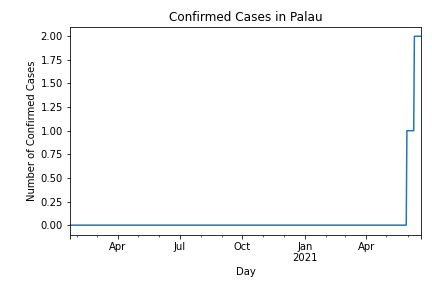 Confirmed Cases in Palau
Number of Confirmed Cases
2.00
1.75
1.50
1.25
1.00
0.75
0.50
0.25
0.00
Apr
Jul
Oct
Jan
2021
Apr
Day